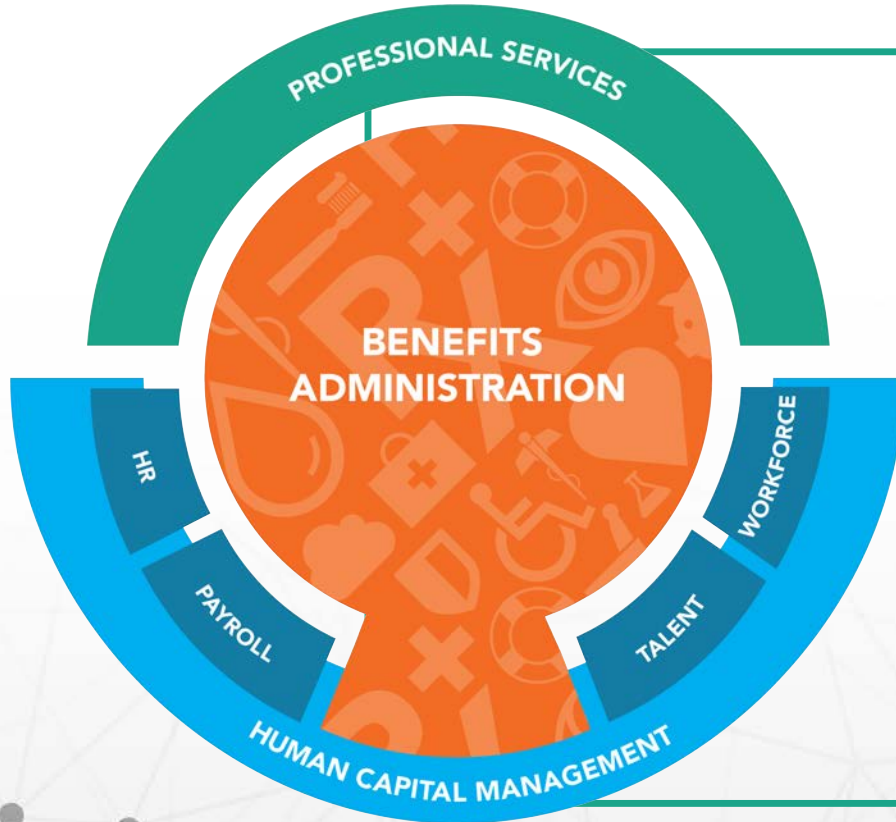 PROFESSIONAL SERVICES
BENEFITS
ADMINISTRATION
HR
PAYROLL
TALENT
WORKFORCE
HUMAN CAPITAL MANAGEMENT